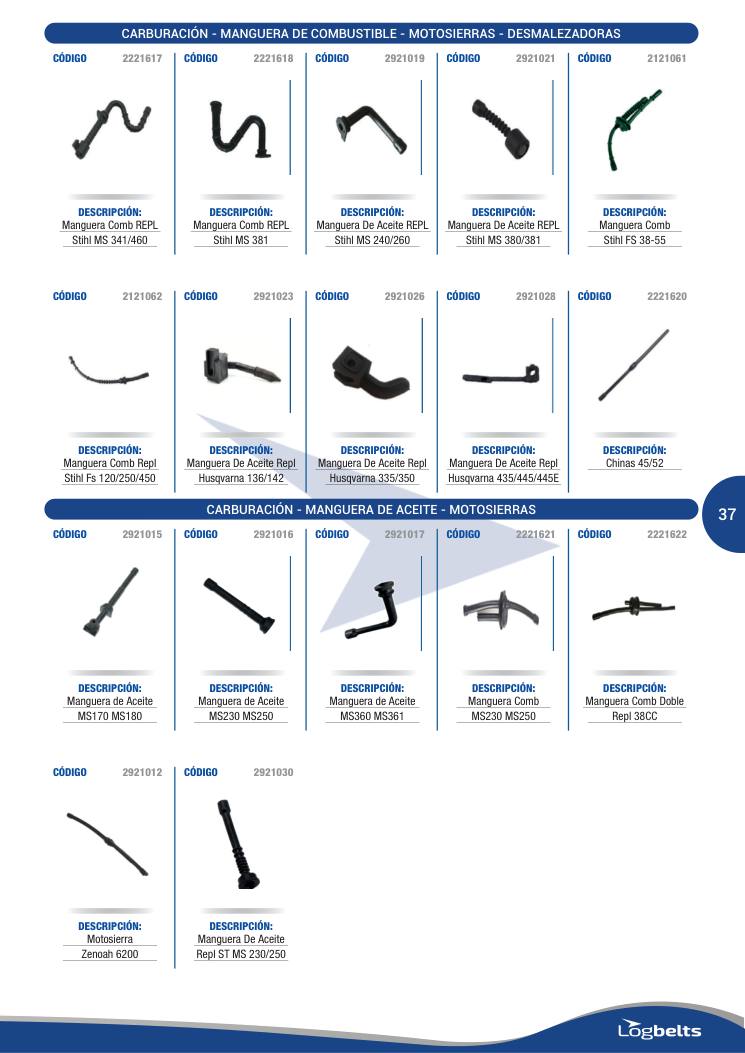 CARBURACIÓN - MANGUERA DE COMBUSTIBLE - MOTOSIERRAS - DESMALEZADORAS
CÓDIGO 2221617
DESCRIPCIÓN:
Manguera Comb REPL
Stihl MS 341/460
CÓDIGO 2221618
DESCRIPCIÓN:
Manguera Comb REPL
Stihl MS 381
CÓDIGO 2921019
DESCRIPCIÓN:
Manguera De Aceite REPL
Stihl MS 240/260
CÓDIGO 2921021
DESCRIPCIÓN:
Manguera De Aceite REPL
Stihl MS 380/381
CÓDIGO 2121061
DESCRIPCIÓN:
Manguera Comb
Stihl FS 38-55
CÓDIGO 2121062
DESCRIPCIÓN:
Manguera Comb Repl
Stihl Fs 120/250/450
CÓDIGO 2921023
DESCRIPCIÓN:
Manguera De Aceite Repl
Husqvarna 136/142
CÓDIGO 2921026
DESCRIPCIÓN:
Manguera De Aceite Repl
Husqvarna 335/350
CÓDIGO 2921028
DESCRIPCIÓN:
Manguera De Aceite Repl
Husqvarna 435/445/445E
CÓDIGO 2221620
DESCRIPCIÓN:
Chinas 45/52
37
CARBURACIÓN - MANGUERA DE ACEITE - MOTOSIERRAS
CÓDIGO 2921015
DESCRIPCIÓN:
Manguera de Aceite
MS170 MS180
CÓDIGO 2921016
DESCRIPCIÓN:
Manguera de Aceite
MS230 MS250
CÓDIGO 2921017
DESCRIPCIÓN:
Manguera de Aceite
MS360 MS361
CÓDIGO 2221621
DESCRIPCIÓN:
Manguera Comb
MS230 MS250
CÓDIGO 2221622
DESCRIPCIÓN:
Manguera Comb Doble
Repl 38CC
CÓDIGO 2921012
DESCRIPCIÓN:
Motosierra
Zenoah 6200
CÓDIGO 2921030
DESCRIPCIÓN:
Manguera De Aceite
Repl ST MS 230/250
Logbelts